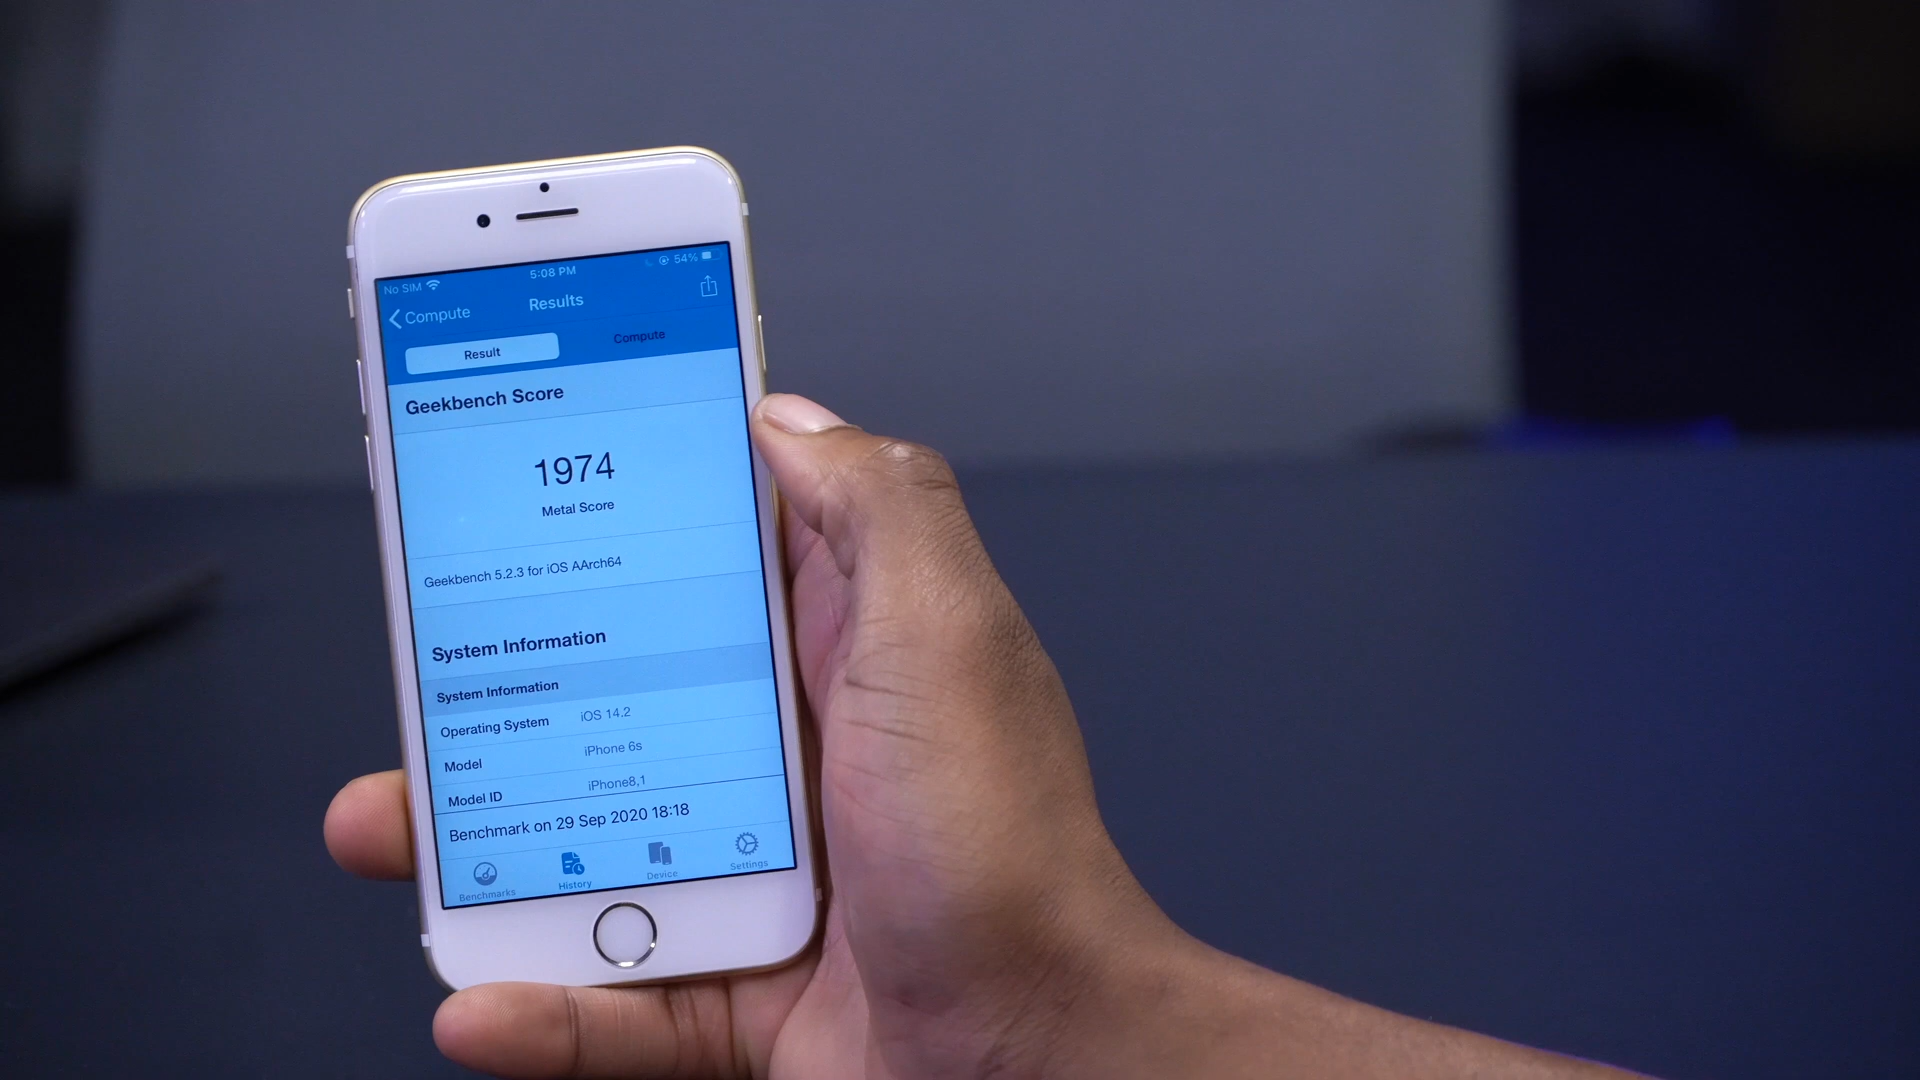 5:08 PM
54%
No SIM
Compute
Results
Result
Compute
Geekbench Score
1974
Metal Score
Geekbench 5.2.3 for iOS AArch64
System Information
System Information
Operating System iOS 14.2
Model iPhone 6s
Model ID iPhone8,1
Benchmark on 29 Sep 2020 18:18
Benchmarks
History
Device
Settings